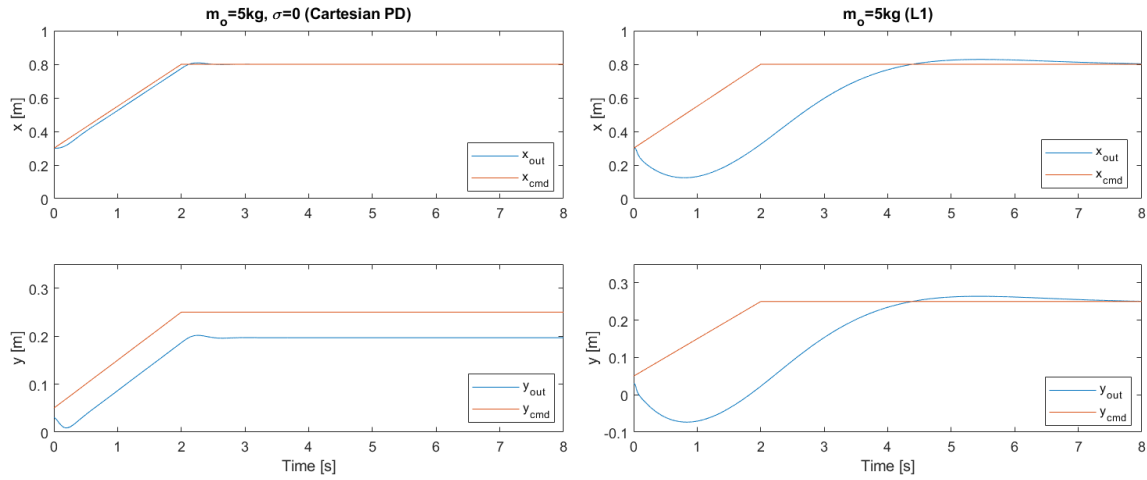 m_o=5kg, σ=0 (Cartesian PD)
1
0.8
0.6
0.4
0.2
0
x [m]
x_out
x_cmd
0 1 2 3 4 5 6 7 8
m_o=5kg (L1)
1
0.8
0.6
0.4
0.2
0
x [m]
x_out
x_cmd
0 1 2 3 4 5 6 7 8
0.3
0.2
0.1
0
y [m]
y_out
y_cmd
0 1 2 3 4 5 6 7 8
Time [s]
0.3
0.2
0.1
0
-0.1
y [m]
y_out
y_cmd
0 1 2 3 4 5 6 7 8
Time [s]